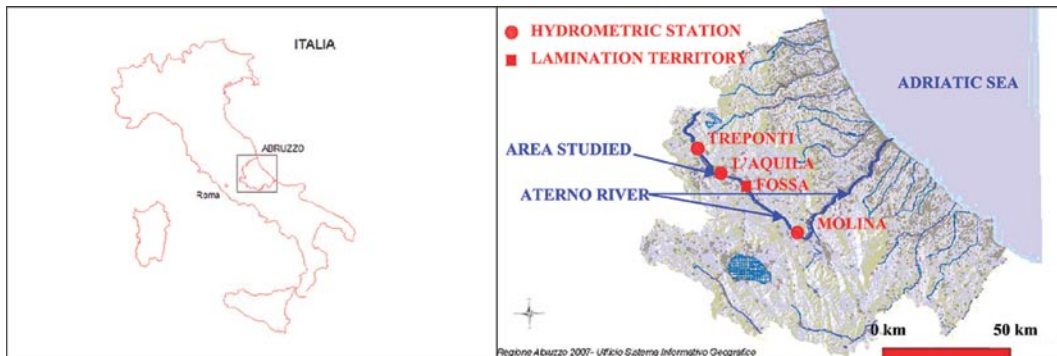 ITALIA
ABRUZZO
Roma
HYDROMETRIC STATION
LAMINATION TERRITORY
ADRIATIC SEA
TREPONTI
AREA STUDIED
L'AQUILA
FOSSA
ATERNO RIVER
MOLINA
0 km 50 km
Regione Abruzzo 2007- Ufficio Sistema Informativo Geografico